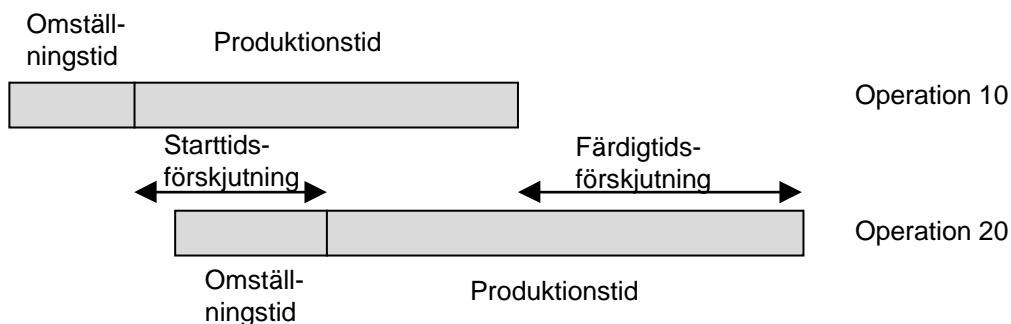 Omställ-
ningstid
Produktionstid
Operation 10
Starttids-
förskjutning
Färdigtids-
förskjutning
Operation 20
Omställ-
ningstid
Produktionstid